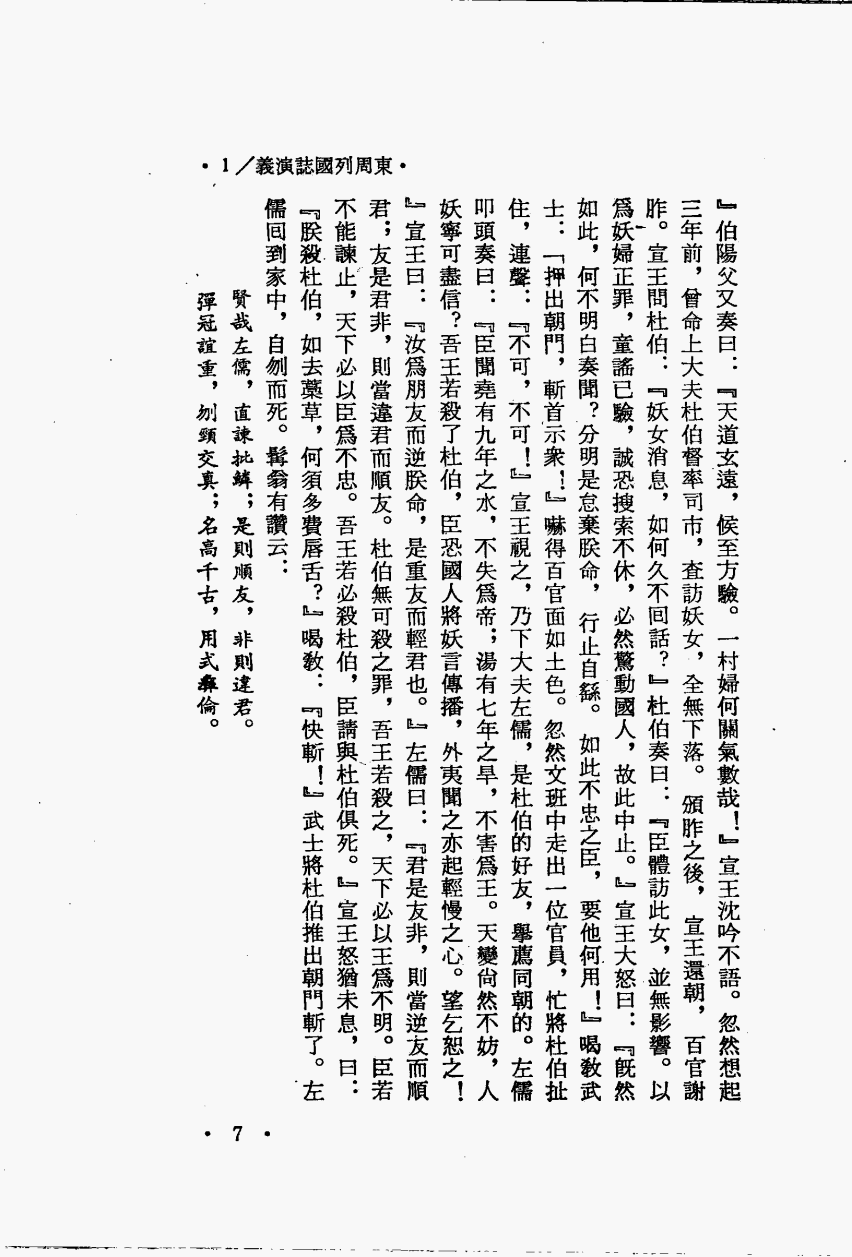 •東周列國誌演義／1•
』伯陽父又奏曰：『天道玄遠，候至方驗。一村婦何關氣數哉！』宣王沈吟不語。忽然想起
三年前，曾命上大夫杜伯督率司市，查訪妖女，全無下落。頒胙之後，宣王還朝，百官謝
胙。宣王問杜伯：『妖女消息，如何久不回話？』杜伯奏曰：『臣體訪此女，並無影響。以
爲妖婦正罪，童謠已驗，誠恐搜索不休，必然驚動國人，故此中止。』宣王大怒曰：『旣然
如此，何不明白奏聞？分明是怠棄朕命，行止自繇。如此不忠之臣，要他何用！』喝敎武
士：「押出朝門，斬首示衆！』嚇得百官面如土色。忽然文班中走出一位官員，忙將杜伯扯
住，連聲：『不可，不可！』宣王視之，乃下大夫左儒，是杜伯的好友，擧薦同朝的。左儒
叩頭奏曰：『臣聞堯有九年之水，不失爲帝；湯有七年之旱，不害爲王。天變尙然不妨，人
妖寧可盡信？吾王若殺了杜伯，臣恐國人將妖言傳播，外夷聞之亦起輕慢之心。望乞恕之！
』宣王曰：『汝爲朋友而逆朕命，是重友而輕君也。』左儒曰：『君是友非，則當逆友而順
君；友是君非，則當違君而順友。杜伯無可殺之罪，吾王若殺之，天下必以王爲不明。臣若
不能諫止，天下必以臣爲不忠。吾王若必殺杜伯，臣請與杜伯俱死。』宣王怒猶未息，曰：
『朕殺杜伯，如去藁草，何須多費唇舌？』喝敎：『快斬！』武士將杜伯推出朝門斬了。左
儒回到家中，自刎而死。髯翁有讚云：
賢哉左儒，直諫批鱗；是則順友，非則違君。
彈冠誼重，刎頸交真；名高千古，用式彝倫。
• 7 •